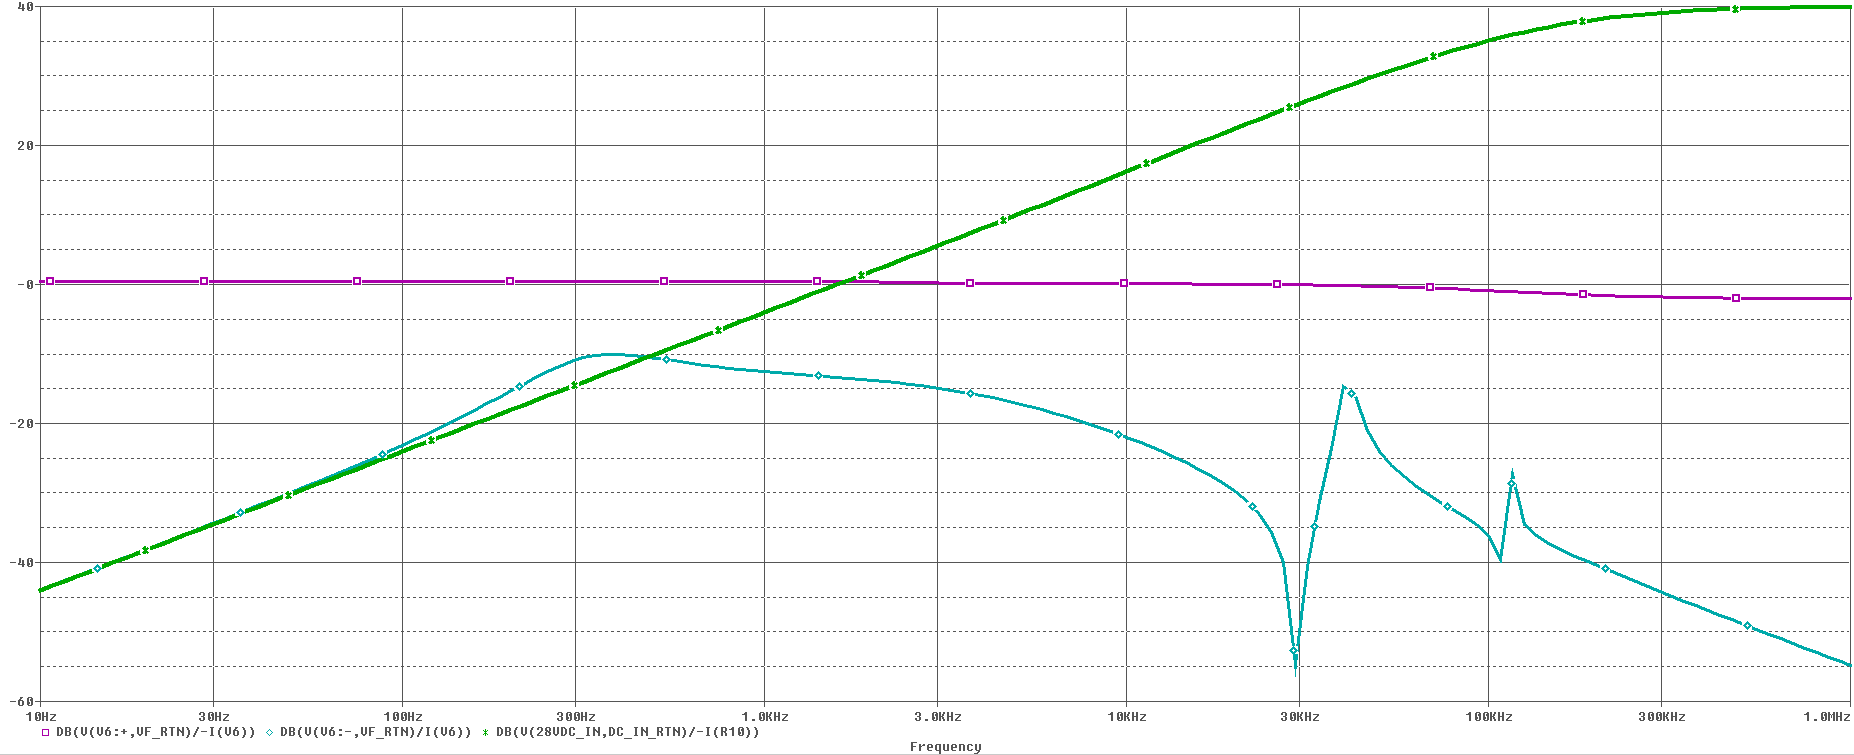 40
20
-0
-20
-40
-60
10Hz 30Hz 100Hz 300Hz 1.0KHz 3.0KHz 10KHz 30KHz 100KHz 300KHz 1.0MHz
DB(V(V6:+,VF_RTN)/-I(V6)) DB(V(V6:-,VF_RTN)/I(V6)) DB(V(28VDC_IN,DC_IN_RTN)/-I(R10))
Frequency